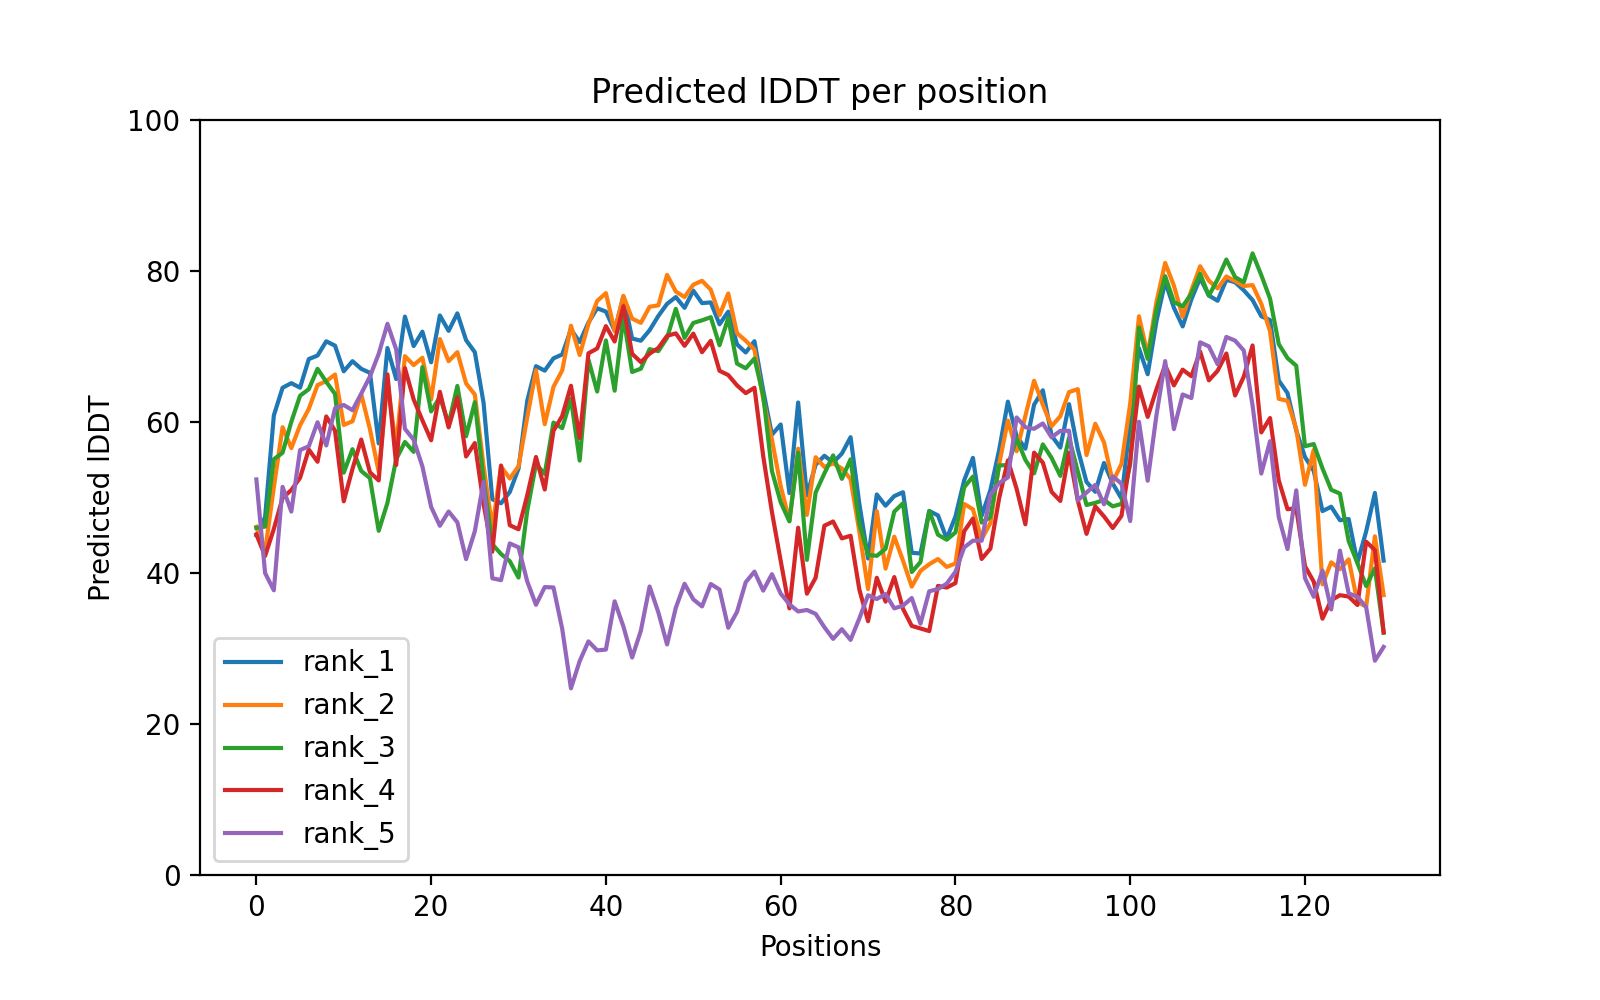 Predicted lDDT per position
100
80
60
40
20
0
Predicted lDDT
rank_1
rank_2
rank_3
rank_4
rank_5
0 20 40 60 80 100 120
Positions